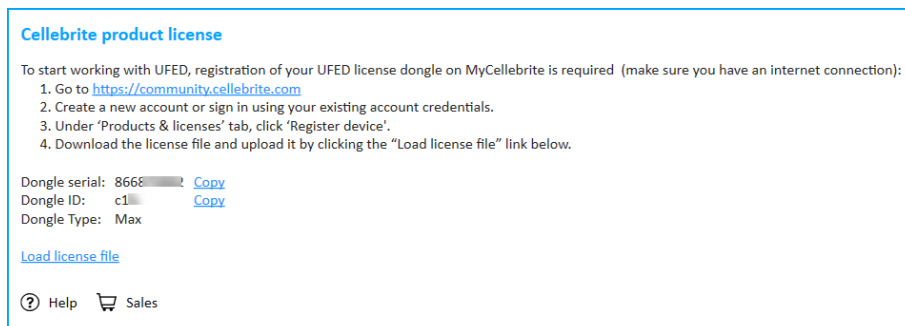 Cellebrite product license
To start working with UFED, registration of your UFED license dongle on MyCellebrite is required (make sure you have an internet connection):
1. Go to https://community.cellebrite.com
2. Create a new account or sign in using your existing account credentials.
3. Under ‘Products & licenses’ tab, click ‘Register device'.
4. Download the license file and upload it by clicking the “Load license file” link below.
Dongle serial: Copy
Dongle ID: Copy
Dongle Type: Max
Load license file
Help Sales